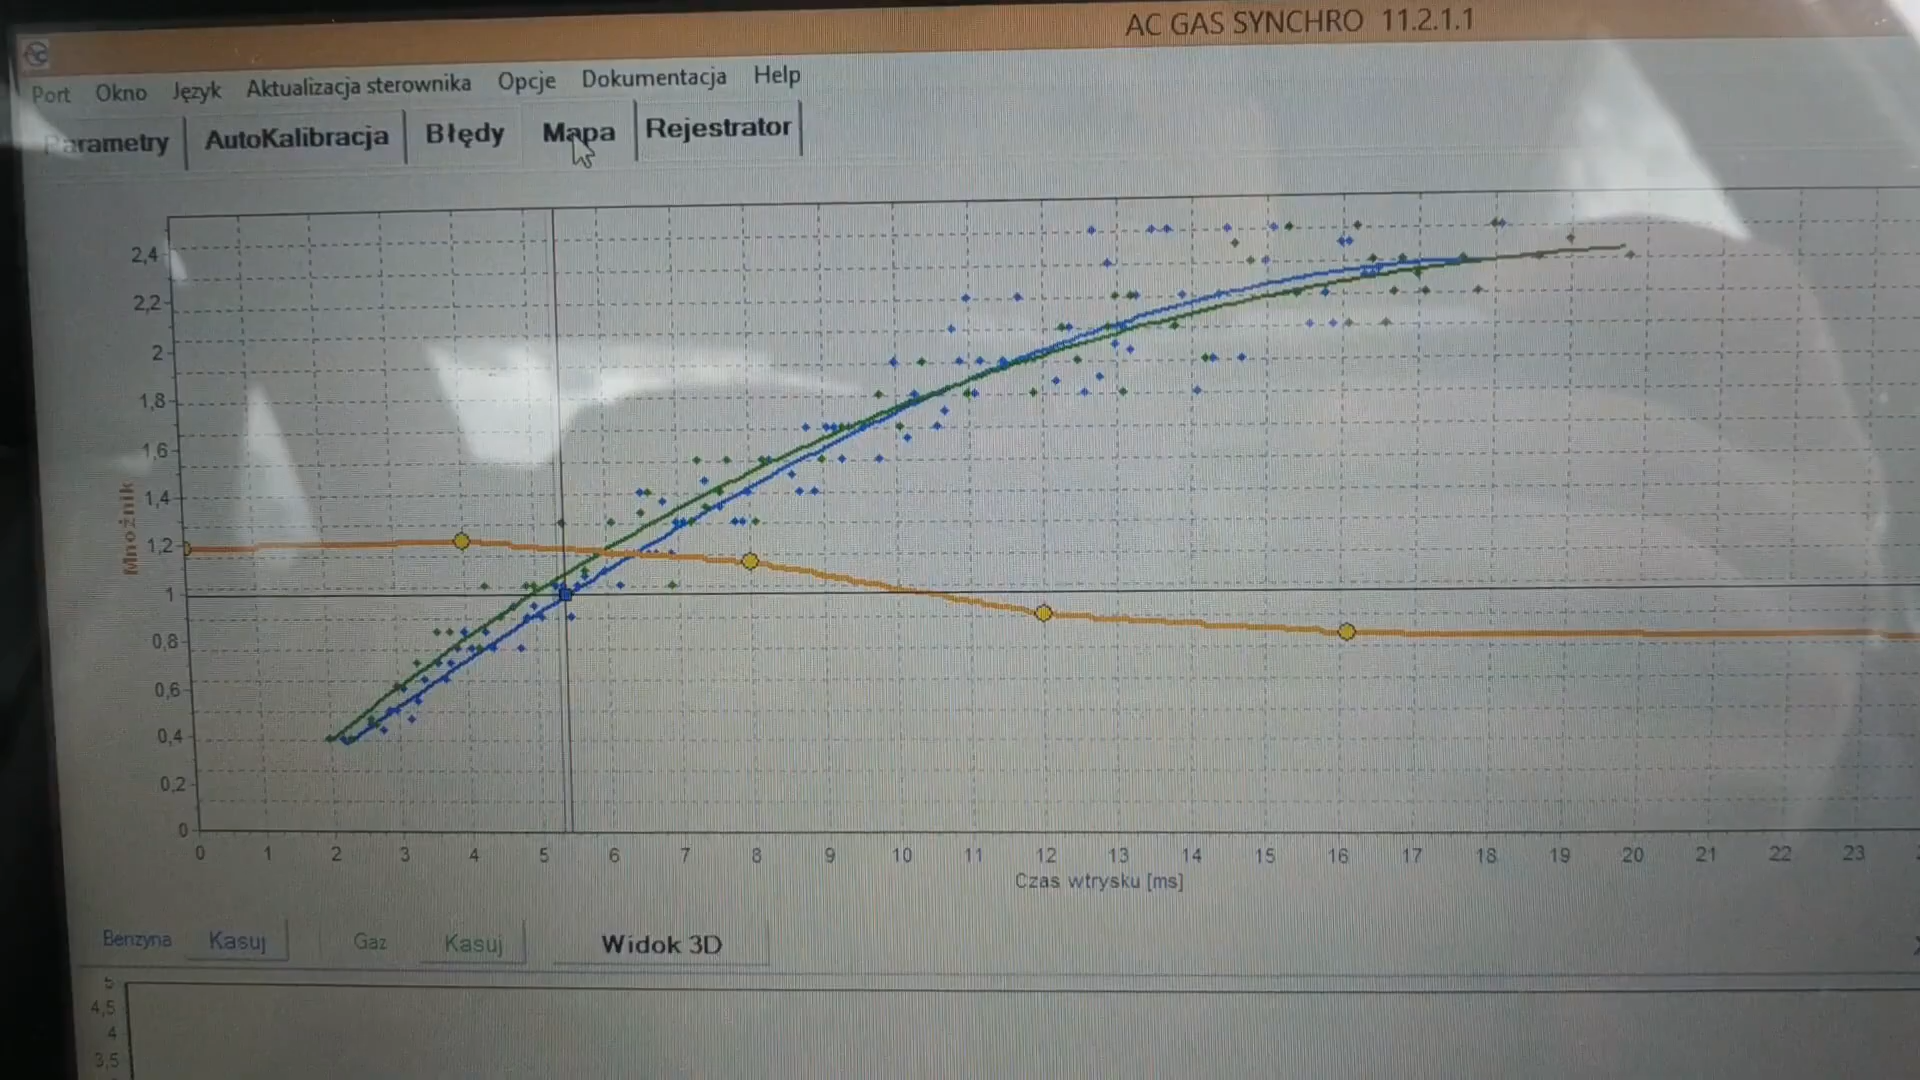 AC GAS SYNCHRO 11.2.1.1
Port Okno Język Aktualizacja sterownika Opcje Dokumentacja Help
Parametry AutoKalibracja Błędy Mapa Rejestrator
2,4
2,2
2
1,8
1,6
1,4
1,2
1
0,8
0,6
0,4
0,2
0
Mnożnik
0 1 2 3 4 5 6 7 8 9 10 11 12 13 14 15 16 17 18 19 20 21 22 23
Czas wtrysku [ms]
Benzyna Kasuj Gaz Kasuj Widok 3D
5
4,5
4
3,5